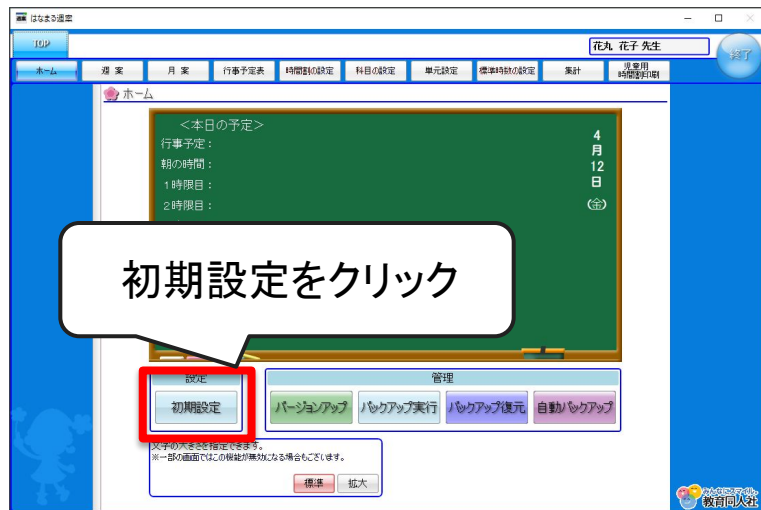 はなまる週案
TOP
花丸 花子 先生
終了
ホーム
週 案
月 案
行事予定表
時間割の設定
科目の設定
単元設定
標準時数の設定
集計
児童用
時間割印刷
ホーム
<本日の予定>
行事予定：
朝の時間：
1時限目：
2時限目：
4
月
12
日
(金)
初期設定をクリック
設定
管理
初期設定
バージョンアップ
バックアップ実行
バックアップ復元
自動バックアップ
文字の大きさを指定できます。
※一部の画面ではこの機能が無効になる場合もございます。
標準
拡大
みんなにスマイル。
教育同人社